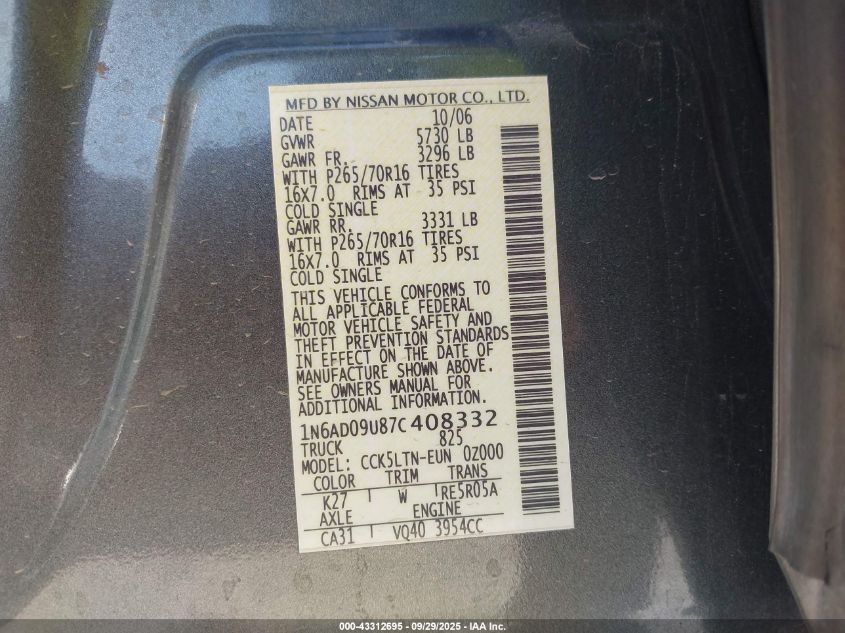 MFD BY NISSAN MOTOR CO., LTD.
DATE 10/06
GVWR 5730 LB
GAWR FR. 3296 LB
WITH P265/70R16 TIRES
16X7.0 RIMS AT 35 PSI
COLD SINGLE
GAWR RR. 3331 LB
WITH P265/70R16 TIRES
16X7.0 RIMS AT 35 PSI
COLD SINGLE
THIS VEHICLE CONFORMS TO
ALL APPLICABLE FEDERAL
MOTOR VEHICLE SAFETY AND
THEFT PREVENTION STANDARDS
IN EFFECT ON THE DATE OF
MANUFACTURE SHOWN ABOVE.
SEE OWNERS MANUAL FOR
ADDITIONAL INFORMATION.
1N6AD09U87C408332
TRUCK 825
MODEL: CCK5LTN-EUN 0Z000
COLOR TRIM TRANS
K27 W RE5R05A
AXLE ENGINE
CA31 VQ40 3954CC
000-43312695 - 09/29/2025 - IAA Inc.